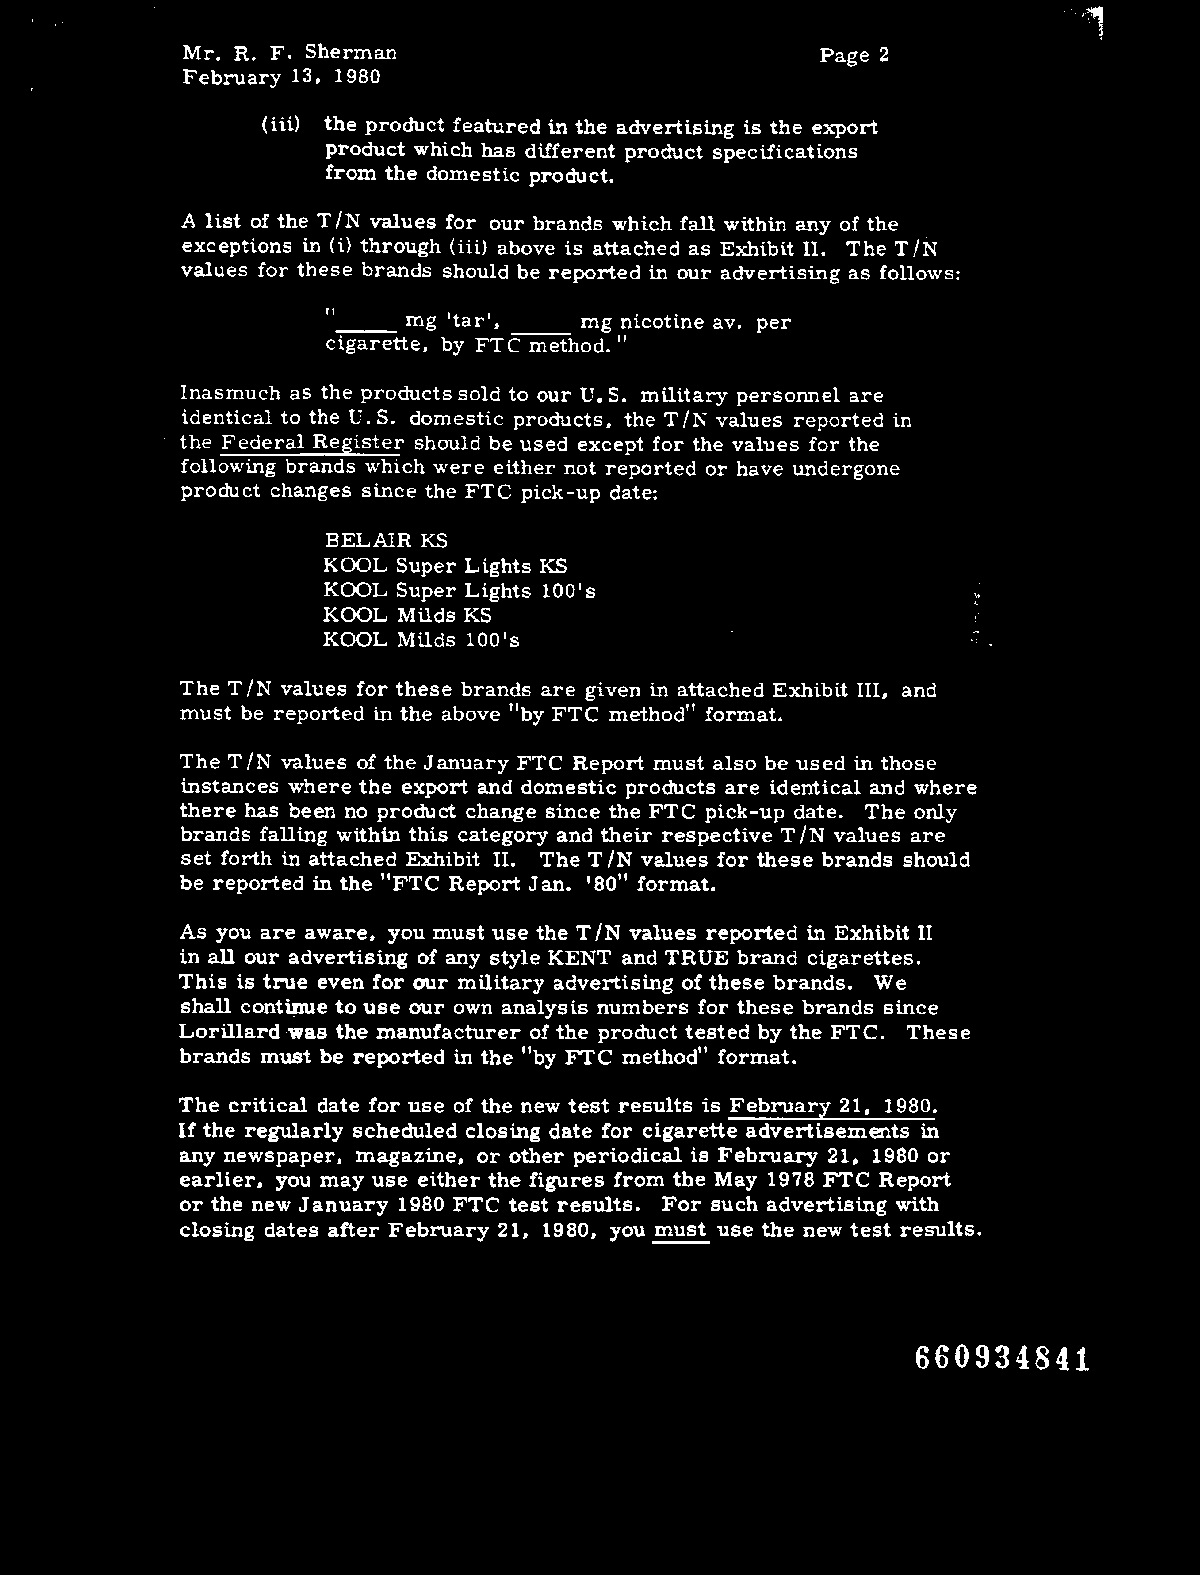 Mr. R. F. Sherman Page 2
February 13, 1980
(iii) the product featured in the advertising is the export
product which has different product specifications
from the domestic product.
A list of the T/N values for our brands which fall within any of the
exceptions in (i) through (iii) above is attached as Exhibit II. The T/N
values for these brands should be reported in our advertising as follows:
"_____ mg 'tar', _____ mg nicotine av. per
cigarette, by FTC method."
Inasmuch as the products sold to our U.S. military personnel are
identical to the U.S. domestic products, the T/N values reported in
the Federal Register should be used except for the values for the
following brands which were either not reported or have undergone
product changes since the FTC pick-up date:
BELAIR KS
KOOL Super Lights KS
KOOL Super Lights 100's
KOOL Milds KS
KOOL Milds 100's
The T/N values for these brands are given in attached Exhibit III, and
must be reported in the above "by FTC method" format.
The T/N values of the January FTC Report must also be used in those
instances where the export and domestic products are identical and where
there has been no product change since the FTC pick-up date. The only
brands falling within this category and their respective T/N values are
set forth in attached Exhibit II. The T/N values for these brands should
be reported in the "FTC Report Jan. '80" format.
As you are aware, you must use the T/N values reported in Exhibit II
in all our advertising of any style KENT and TRUE brand cigarettes.
This is true even for our military advertising of these brands. We
shall continue to use our own analysis numbers for these brands since
Lorillard was the manufacturer of the product tested by the FTC. These
brands must be reported in the "by FTC method" format.
The critical date for use of the new test results is February 21, 1980.
If the regularly scheduled closing date for cigarette advertisements in
any newspaper, magazine, or other periodical is February 21, 1980 or
earlier, you may use either the figures from the May 1978 FTC Report
or the new January 1980 FTC test results. For such advertising with
closing dates after February 21, 1980, you must use the new test results.
660934841